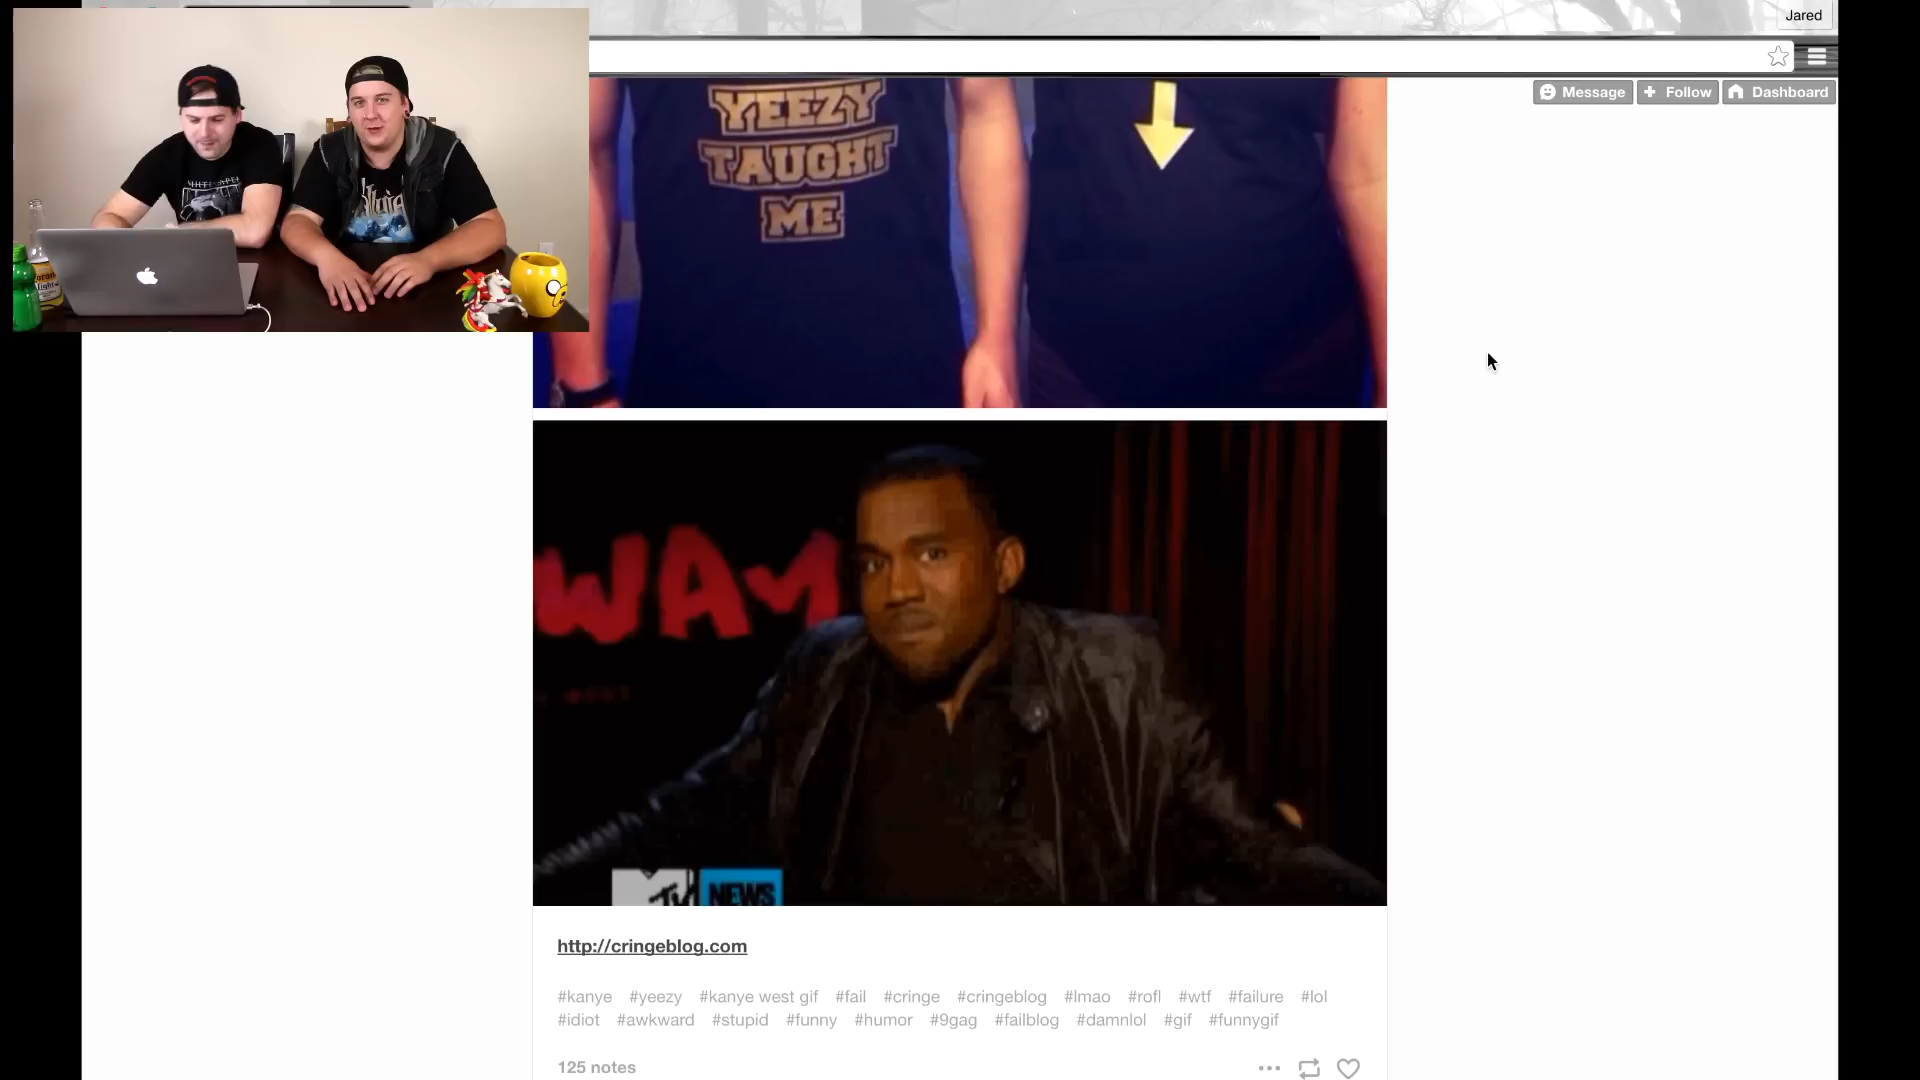 Jared
Message
Follow
Dashboard
YEEZY
TAUGHT
ME
WAY
MTV NEWS
http://cringeblog.com
#kanye #yeezy #kanye west gif #fail #cringe #cringeblog #lmao #rofl #wtf #failure #lol
#idiot #awkward #stupid #funny #humor #9gag #failblog #damnlol #gif #funnygif
125 notes